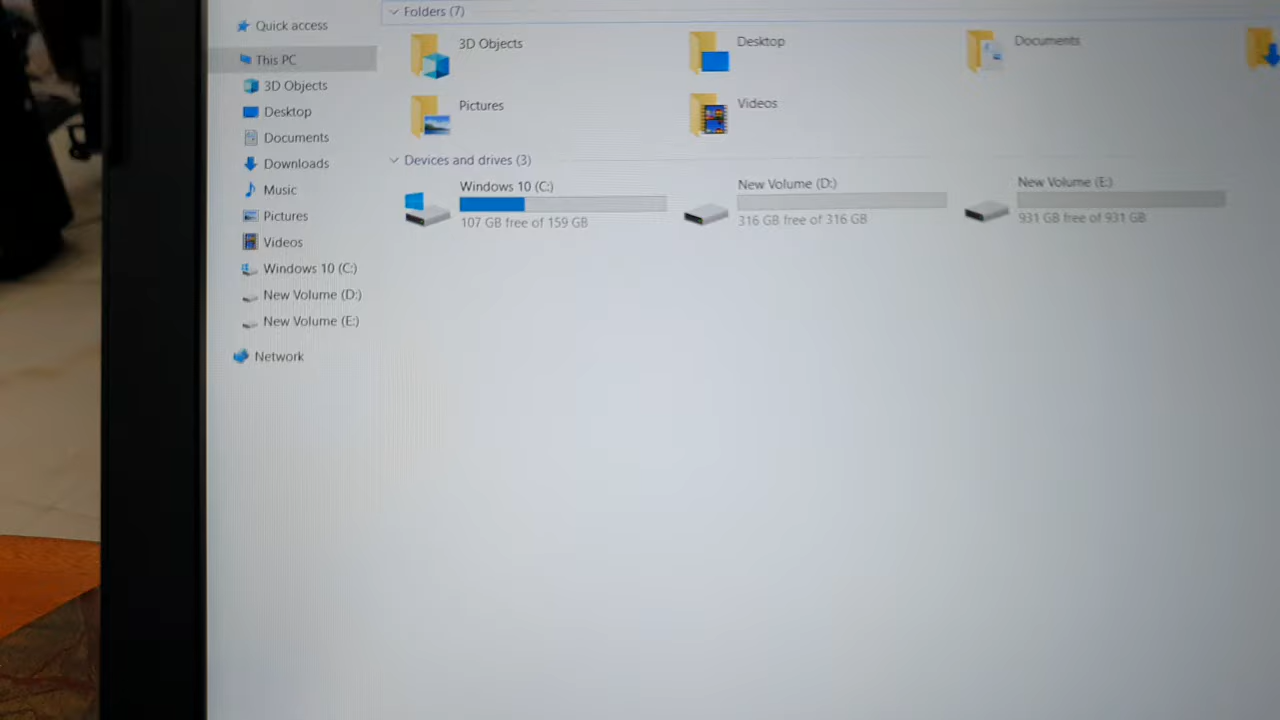 Quick access
This PC
3D Objects
Desktop
Documents
Downloads
Music
Pictures
Videos
Windows 10 (C:)
New Volume (D:)
New Volume (E:)
Network
Folders (7)
3D Objects
Desktop
Documents
Pictures
Videos
Devices and drives (3)
Windows 10 (C:)
107 GB free of 159 GB
New Volume (D:)
316 GB free of 316 GB
New Volume (E:)
931 GB free of 931 GB